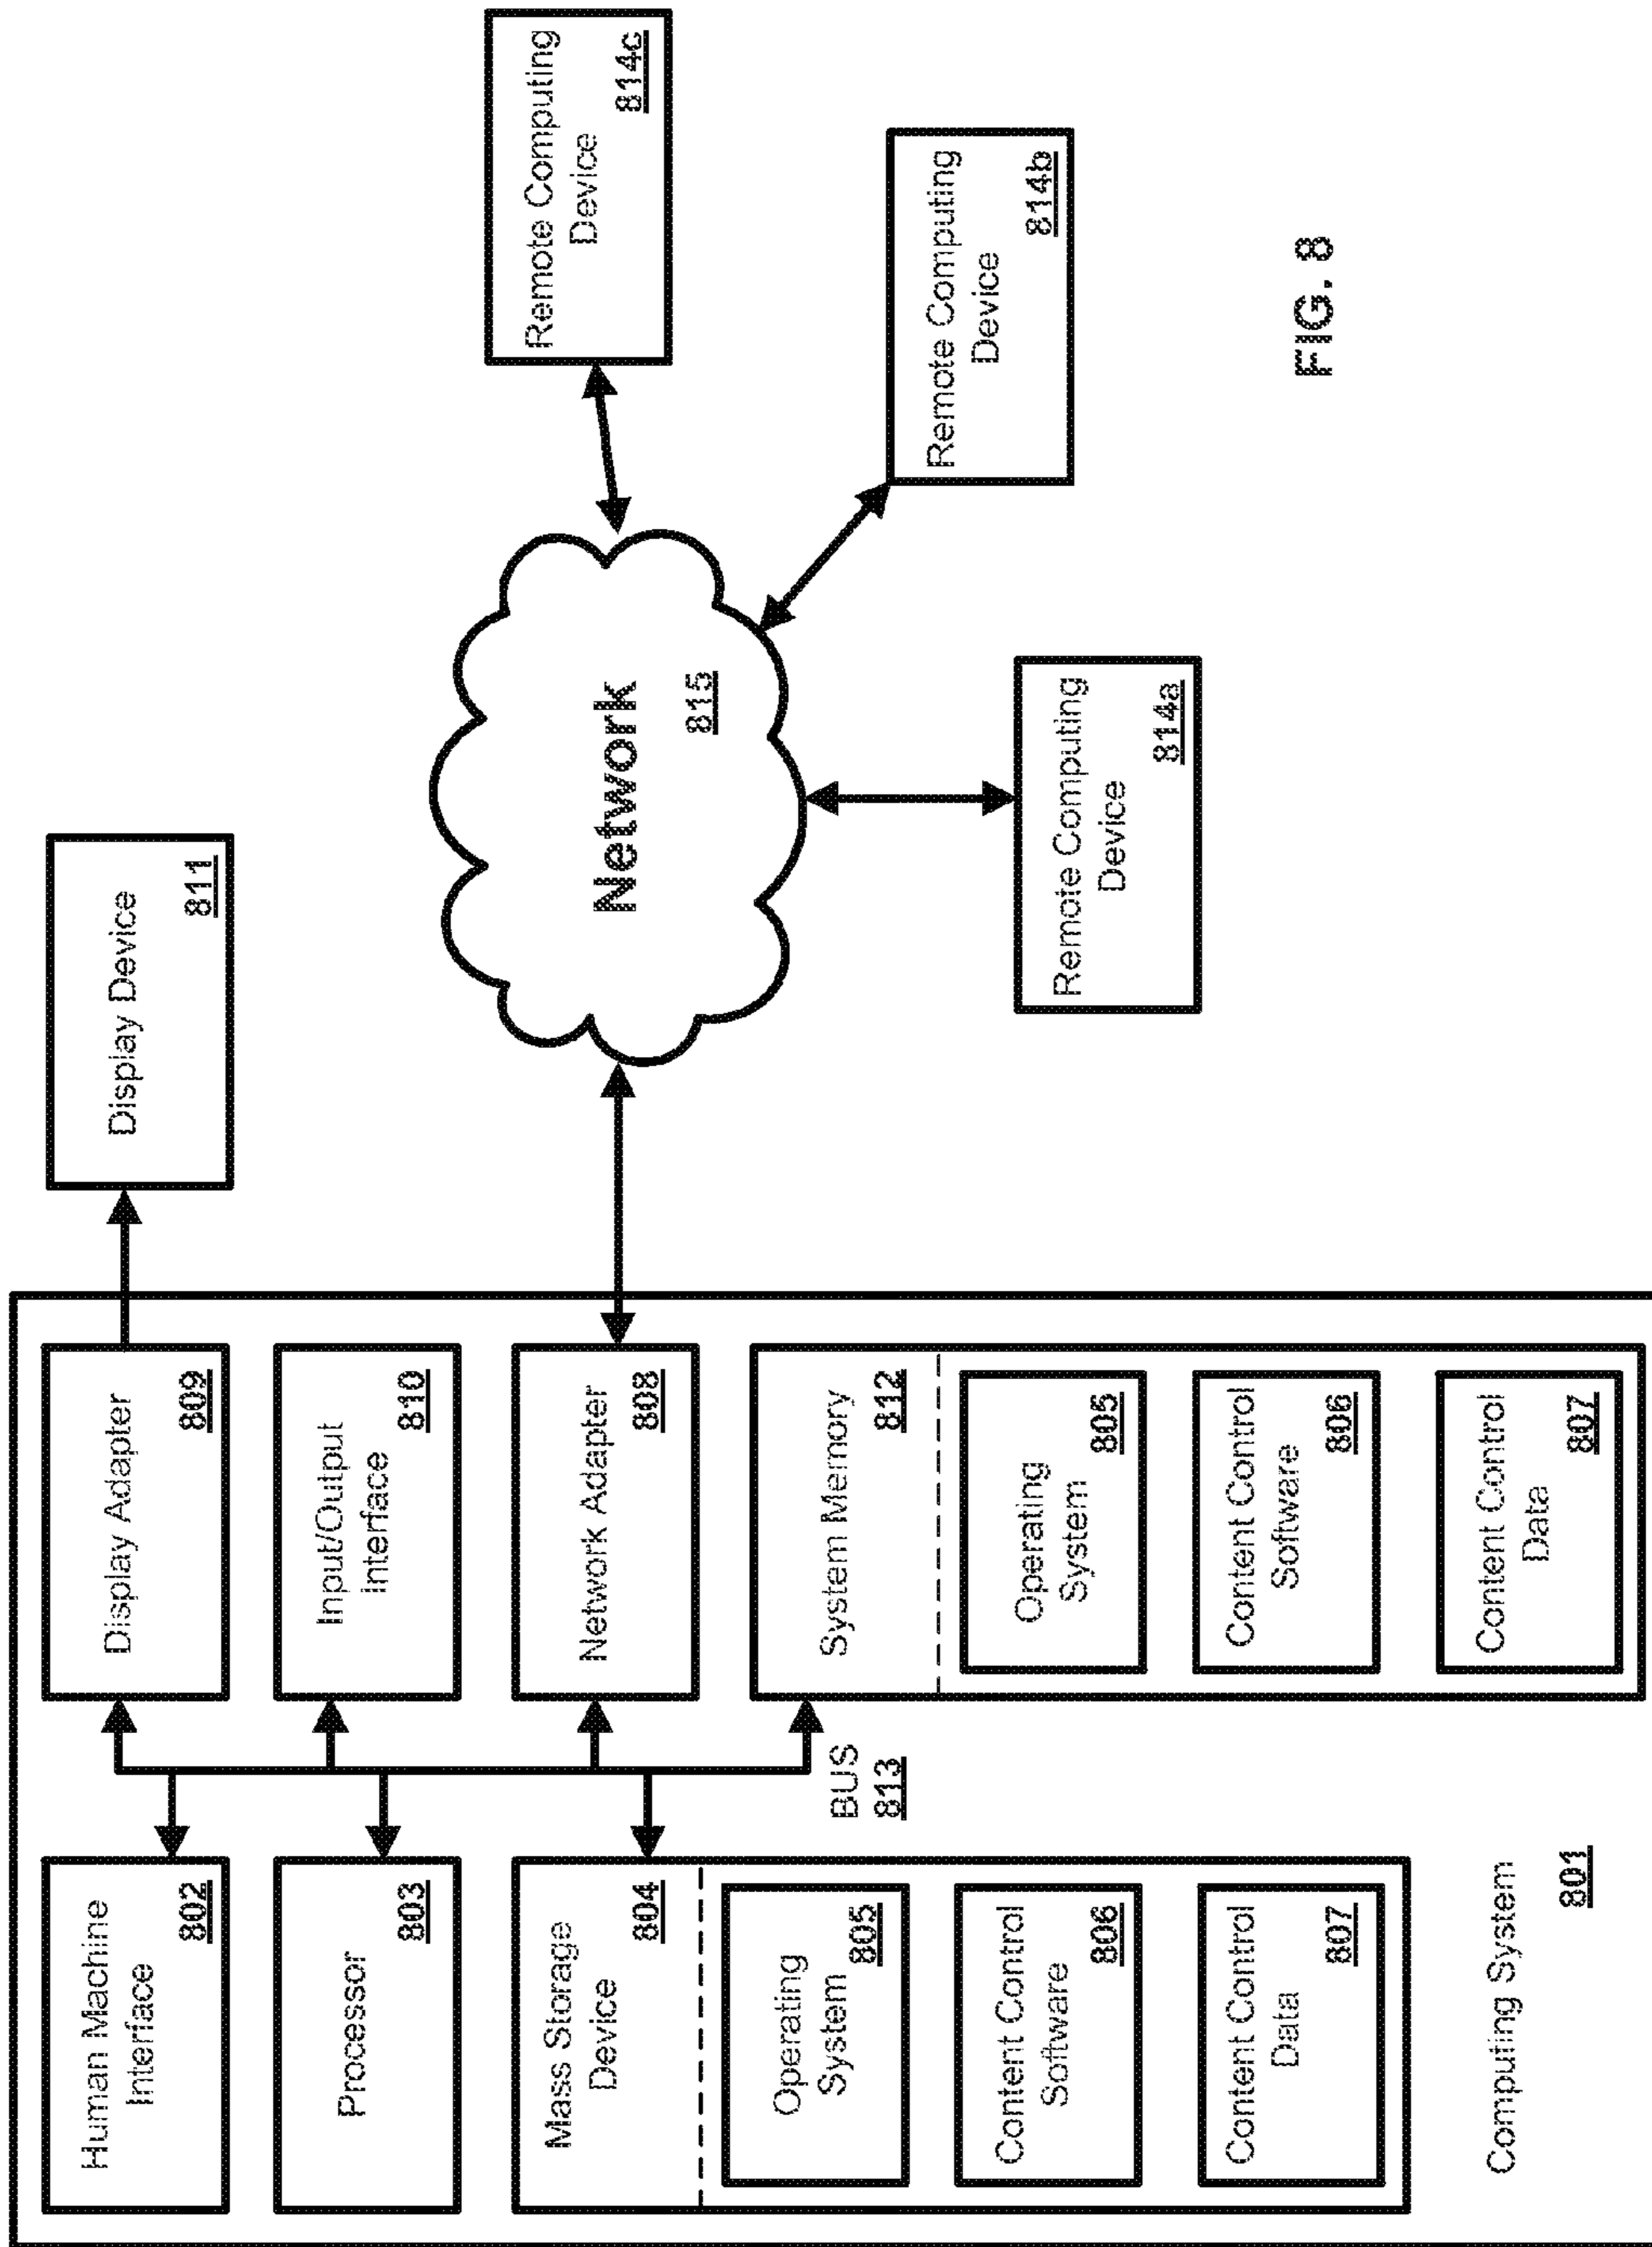 Human Machine
Interface
802
Processor
803
Mass Storage
Device
804
Operating
System
805
Content Control
Software
806
Content Control
Data
807
Computing System
801
BUS
813
Display Adapter
809
Input/Output
Interface
810
Network Adapter
808
System Memory
812
Operating
System
805
Content Control
Software
806
Content Control
Data
807
Display Device
811
Network
815
Remote Computing
Device
814a
Remote Computing
Device
814b
Remote Computing
Device
814c
FIG. 8